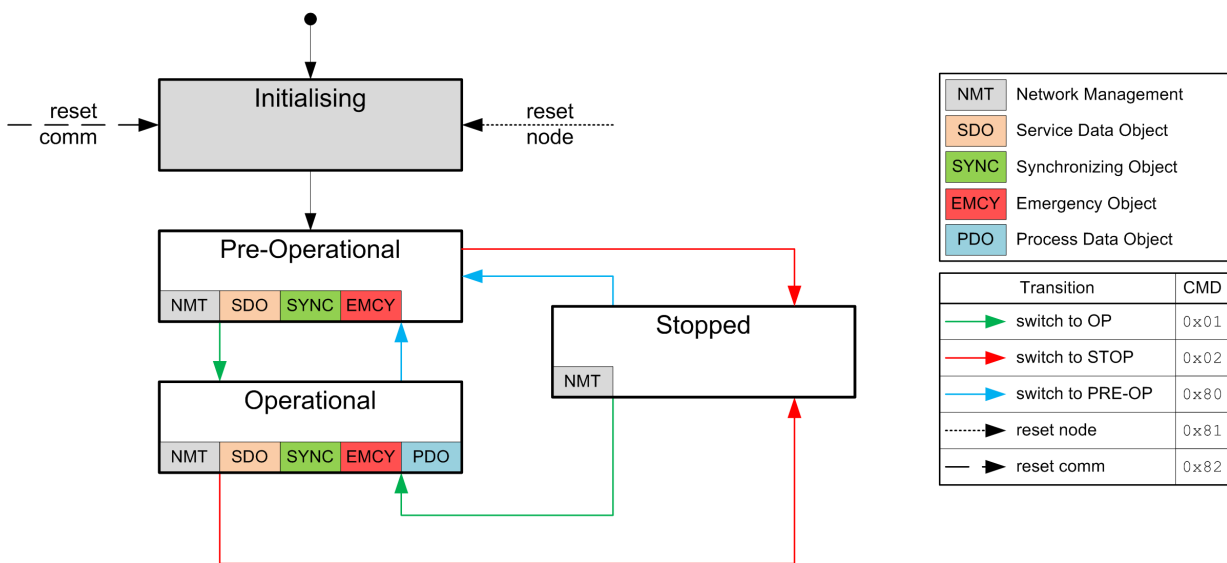 Initialising
reset
comm
reset
node
Pre-Operational
NMT SDO SYNC EMCY
Stopped
NMT
Operational
NMT SDO SYNC EMCY PDO
NMT Network Management
SDO Service Data Object
SYNC Synchronizing Object
EMCY Emergency Object
PDO Process Data Object
Transition CMD
switch to OP 0x01
switch to STOP 0x02
switch to PRE-OP 0x80
reset node 0x81
reset comm 0x82